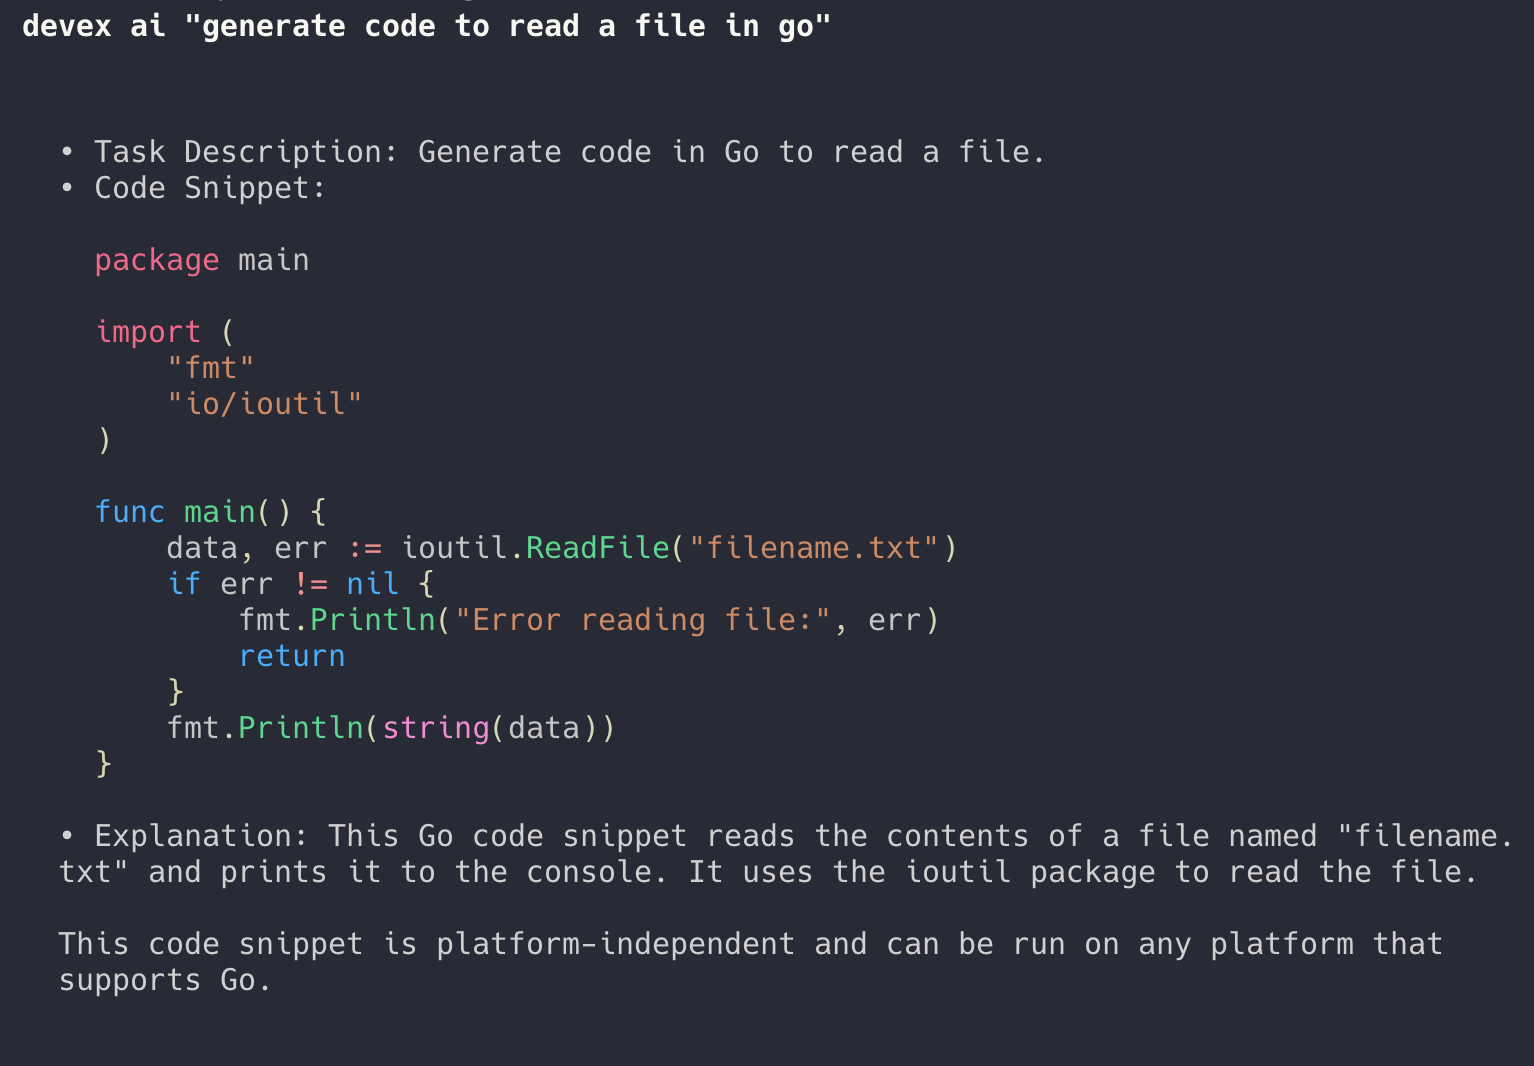 devex ai "generate code to read a file in go"
• Task Description: Generate code in Go to read a file.
• Code Snippet:
package main
import (
    "fmt"
    "io/ioutil"
)
func main() {
    data, err := ioutil.ReadFile("filename.txt")
    if err != nil {
        fmt.Println("Error reading file:", err)
        return
    }
    fmt.Println(string(data))
}
• Explanation: This Go code snippet reads the contents of a file named "filename.
txt" and prints it to the console. It uses the ioutil package to read the file.
This code snippet is platform-independent and can be run on any platform that
supports Go.